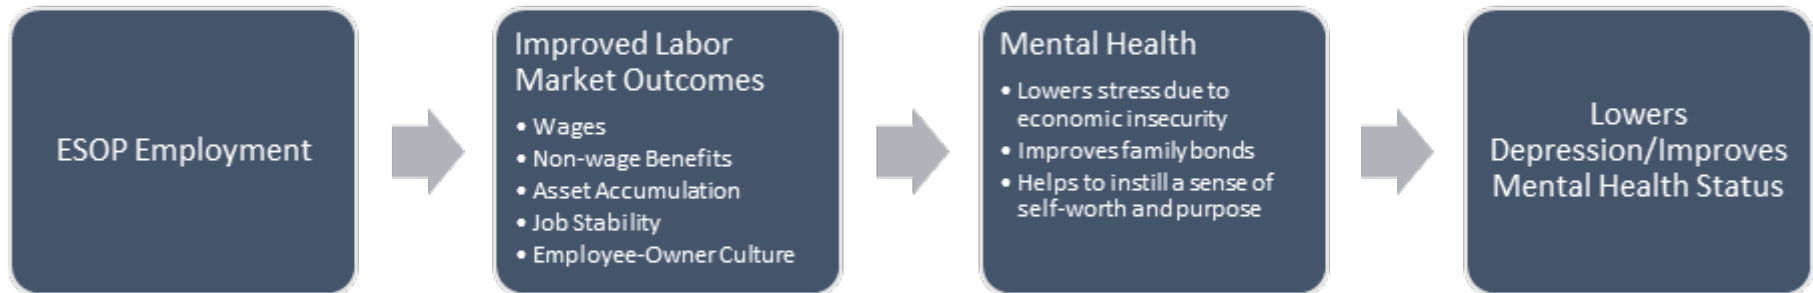 ESOP Employment
Improved Labor
Market Outcomes
• Wages
• Non-wage Benefits
• Asset Accumulation
• Job Stability
• Employee-Owner Culture
Mental Health
• Lowers stress due to
economic insecurity
• Improves family bonds
• Helps to instill a sense of
self-worth and purpose
Lowers
Depression/Improves
Mental Health Status